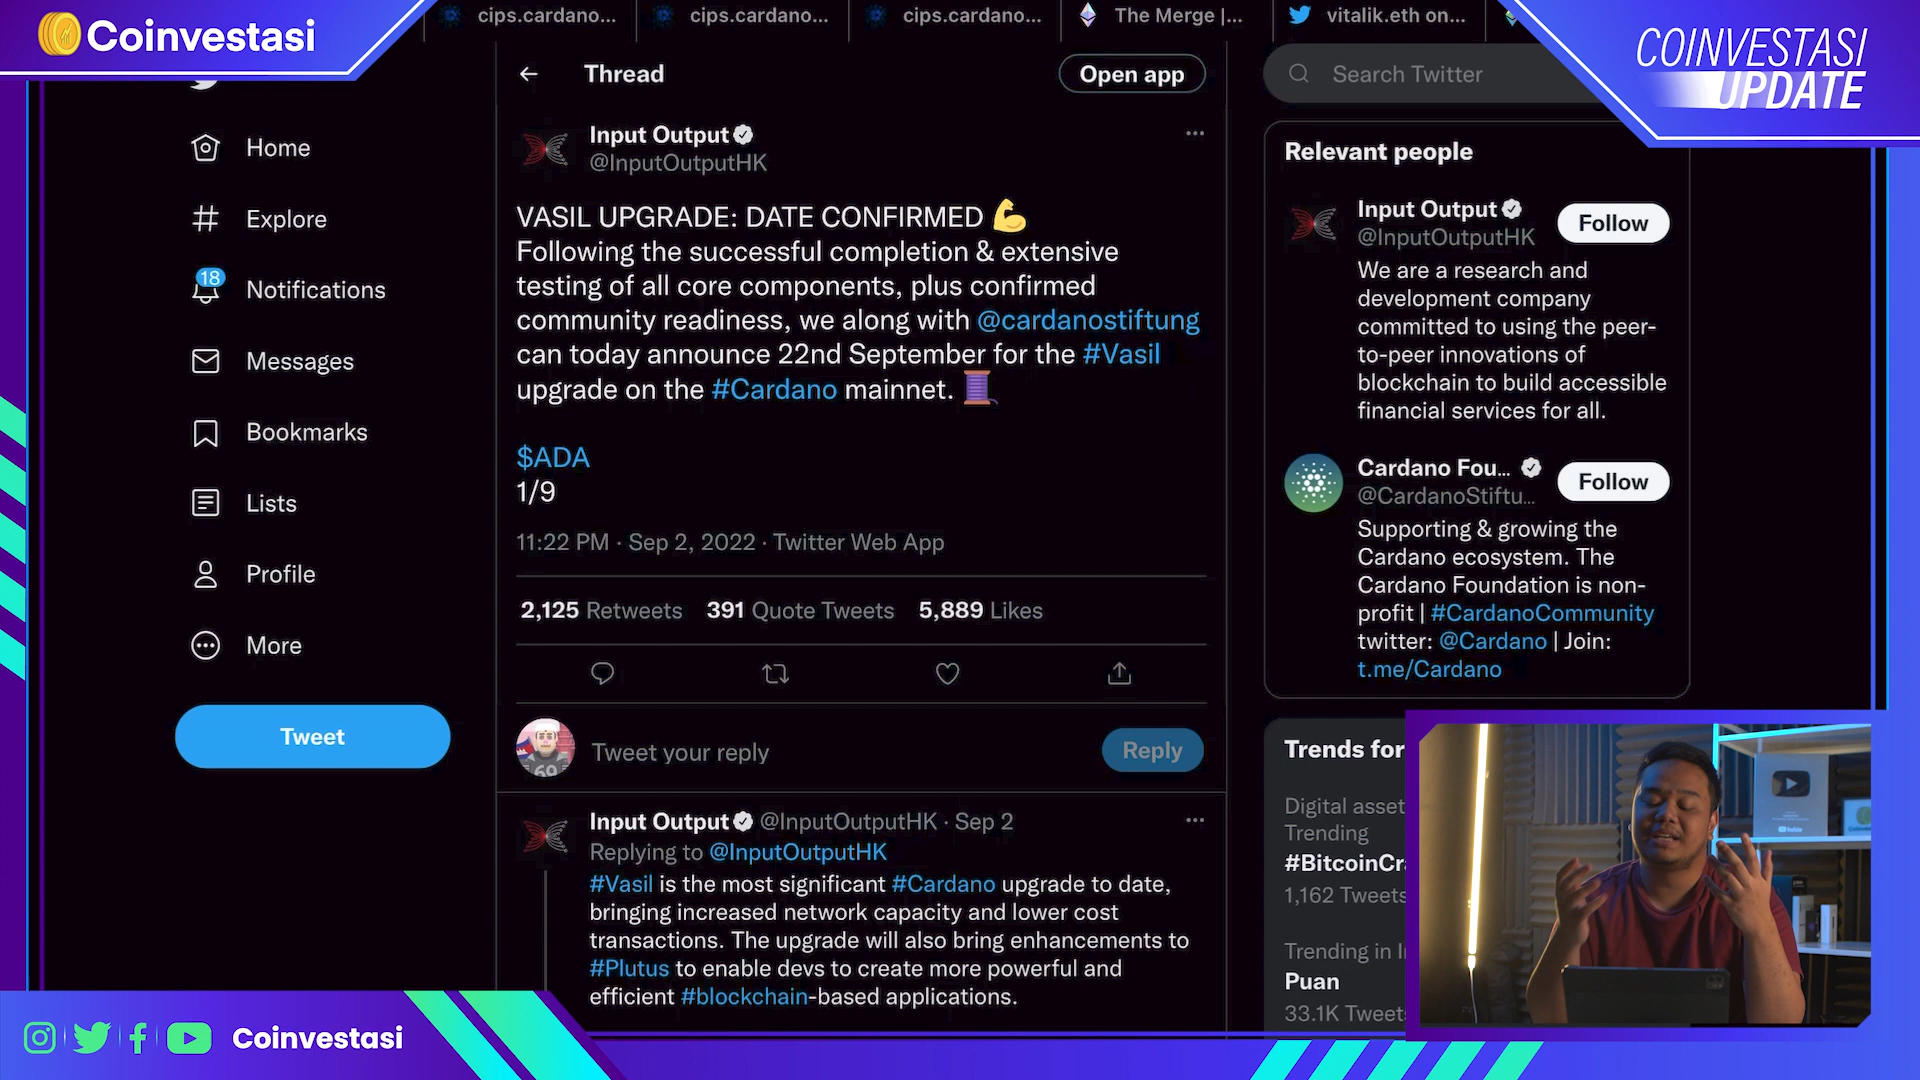 Coinvestasi
cips.cardano...
cips.cardano...
cips.cardano...
The Merge |...
vitalik.eth on...
COINVESTASI
UPDATE
Thread
Open app
Search Twitter
Home
Explore
18
Notifications
Messages
Bookmarks
Lists
Profile
More
Tweet
Input Output
@InputOutputHK
VASIL UPGRADE: DATE CONFIRMED 💪
Following the successful completion & extensive
testing of all core components, plus confirmed
community readiness, we along with @cardanostiftung
can today announce 22nd September for the #Vasil
upgrade on the #Cardano mainnet. 🧵
$ADA
1/9
11:22 PM · Sep 2, 2022 · Twitter Web App
2,125 Retweets 391 Quote Tweets 5,889 Likes
69
Tweet your reply
Reply
Input Output @InputOutputHK · Sep 2
Replying to @InputOutputHK
#Vasil is the most significant #Cardano upgrade to date,
bringing increased network capacity and lower cost
transactions. The upgrade will also bring enhancements to
#Plutus to enable devs to create more powerful and
efficient #blockchain-based applications.
Relevant people
Input Output
@InputOutputHK
Follow
We are a research and
development company
committed to using the peer-
to-peer innovations of
blockchain to build accessible
financial services for all.
Cardano Fou...
@CardanoStiftu...
Follow
Supporting & growing the
Cardano ecosystem. The
Cardano Foundation is non-
profit | #CardanoCommunity
twitter: @Cardano | Join:
t.me/Cardano
Trends for
Digital asset
Trending
#BitcoinCr
1,162 Tweets
Trending in I
Puan
33.1K Tweet
Coinvestasi